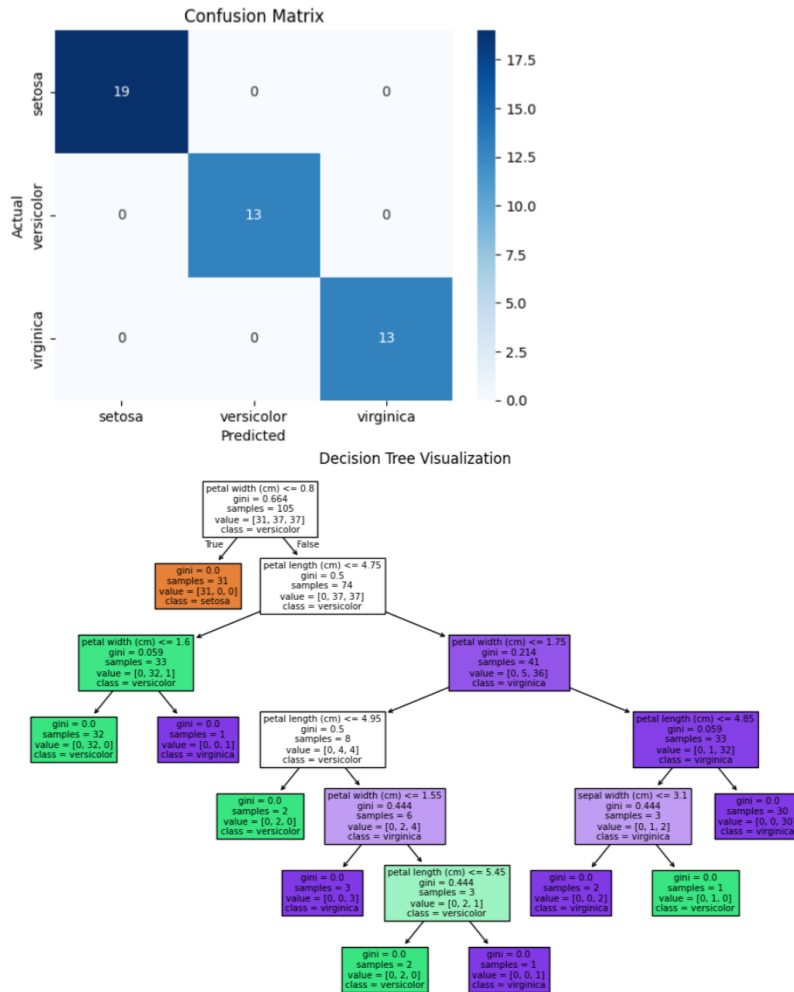 Confusion Matrix
setosa
19
0
0
Actual
versicolor
0
13
0
virginica
0
0
13
setosa
versicolor
virginica
Predicted
17.5
15.0
12.5
10.0
7.5
5.0
2.5
0.0
Decision Tree Visualization
petal width (cm) <= 0.8
gini = 0.664
samples = 105
value = [31, 37, 37]
class = versicolor
True
False
gini = 0.0
samples = 31
value = [31, 0, 0]
class = setosa
petal length (cm) <= 4.75
gini = 0.5
samples = 74
value = [0, 37, 37]
class = versicolor
petal width (cm) <= 1.6
gini = 0.059
samples = 33
value = [0, 32, 1]
class = versicolor
petal width (cm) <= 1.75
gini = 0.214
samples = 41
value = [0, 5, 36]
class = virginica
gini = 0.0
samples = 32
value = [0, 32, 0]
class = versicolor
gini = 0.0
samples = 1
value = [0, 0, 1]
class = virginica
petal length (cm) <= 4.95
gini = 0.5
samples = 8
value = [0, 4, 4]
class = versicolor
petal length (cm) <= 4.85
gini = 0.059
samples = 33
value = [0, 1, 32]
class = virginica
gini = 0.0
samples = 2
value = [0, 2, 0]
class = versicolor
petal width (cm) <= 1.55
gini = 0.444
samples = 6
value = [0, 2, 4]
class = virginica
sepal width (cm) <= 3.1
gini = 0.444
samples = 3
value = [0, 1, 2]
class = virginica
gini = 0.0
samples = 30
value = [0, 0, 30]
class = virginica
gini = 0.0
samples = 3
value = [0, 0, 3]
class = virginica
petal length (cm) <= 5.45
gini = 0.444
samples = 3
value = [0, 2, 1]
class = versicolor
gini = 0.0
samples = 2
value = [0, 0, 2]
class = virginica
gini = 0.0
samples = 1
value = [0, 1, 0]
class = versicolor
gini = 0.0
samples = 2
value = [0, 2, 0]
class = versicolor
gini = 0.0
samples = 1
value = [0, 0, 1]
class = virginica